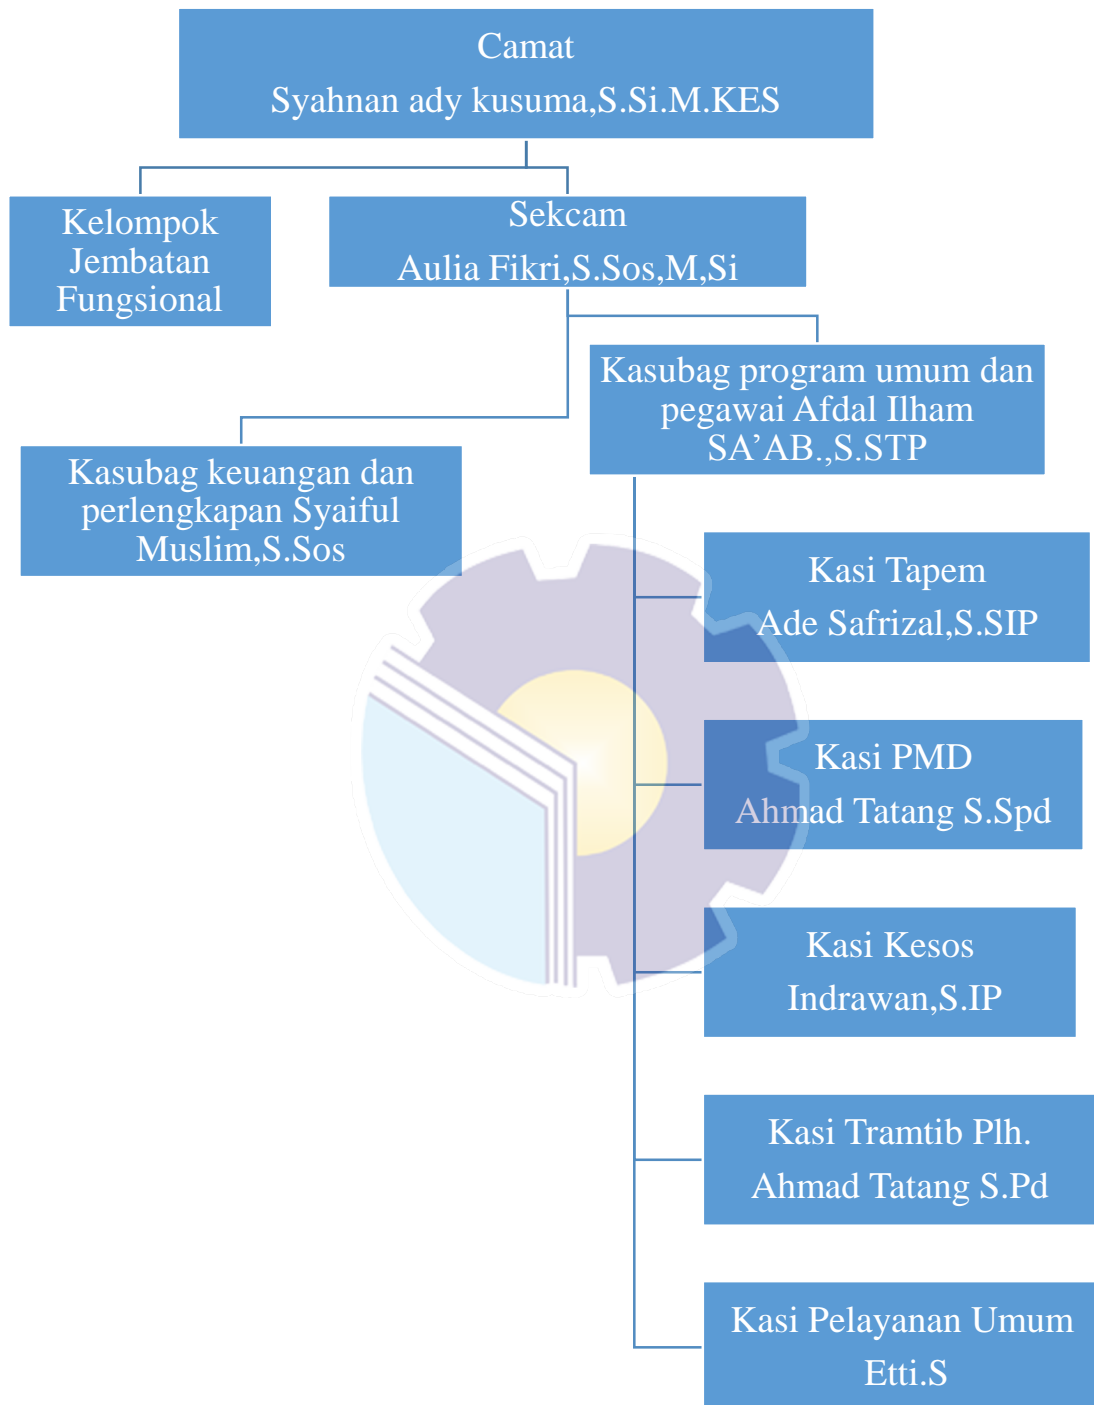 Camat
Syahnan ady kusuma,S.Si.M.KES
Kelompok
Jembatan
Fungsional
Sekcam
Aulia Fikri,S.Sos,M,Si
Kasubag program umum dan
pegawai Afdal Ilham
SA’AB.,S.STP
Kasubag keuangan dan
perlengkapan Syaiful
Muslim,S.Sos
Kasi Tapem
Ade Safrizal,S.SIP
Kasi PMD
Ahmad Tatang S.Spd
Kasi Kesos
Indrawan,S.IP
Kasi Tramtib Plh.
Ahmad Tatang S.Pd
Kasi Pelayanan Umum
Etti.S